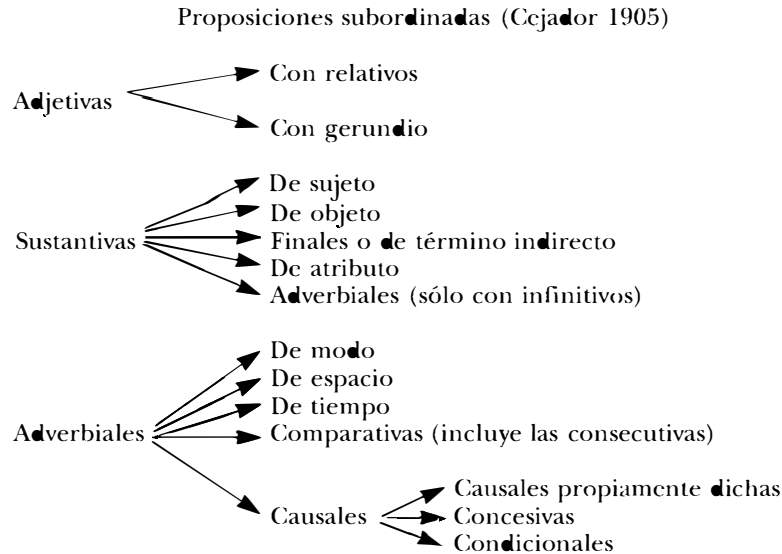 Proposiciones subordinadas (Cejador 1905)
Con relativos
Adjetivas
Con gerundio
De sujeto
De objeto
Sustantivas
Finales o de término indirecto
De atributo
Adverbiales (sólo con infinitivos)
De modo
De espacio
De tiempo
Adverbiales
Comparativas (incluye las consecutivas)
Causales propiamente dichas
Causales
Concesivas
Condicionales